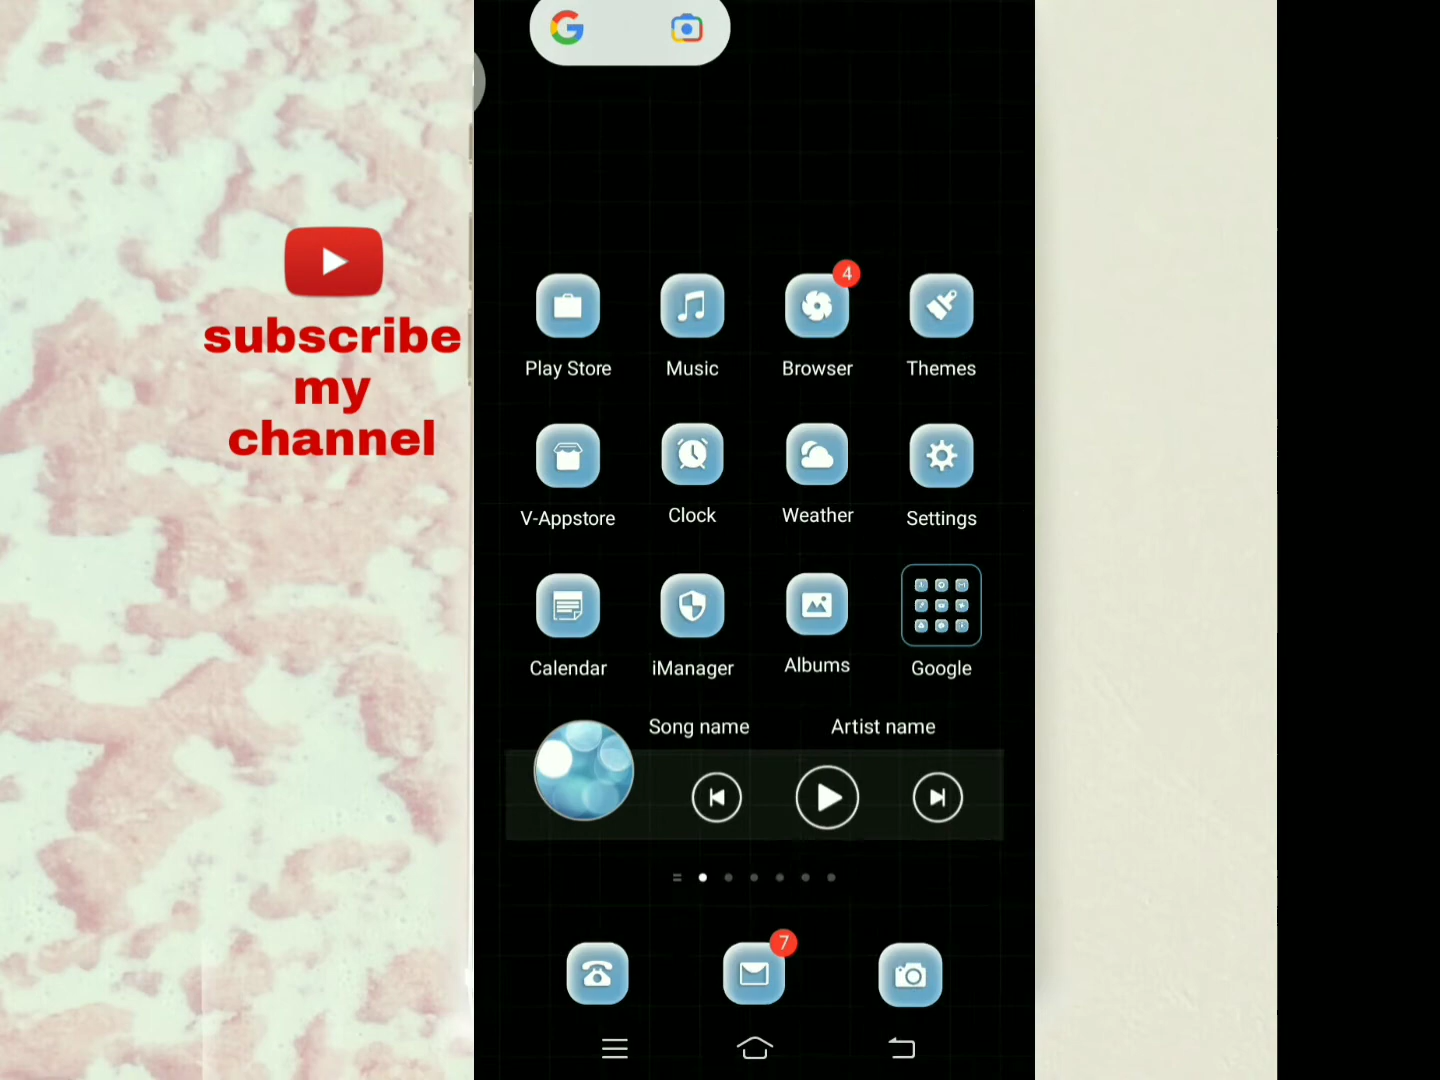 subscribe
my
channel
4
Play Store Music Browser Themes
V-Appstore Clock Weather Settings
Calendar iManager Albums Google
Song name Artist name
7